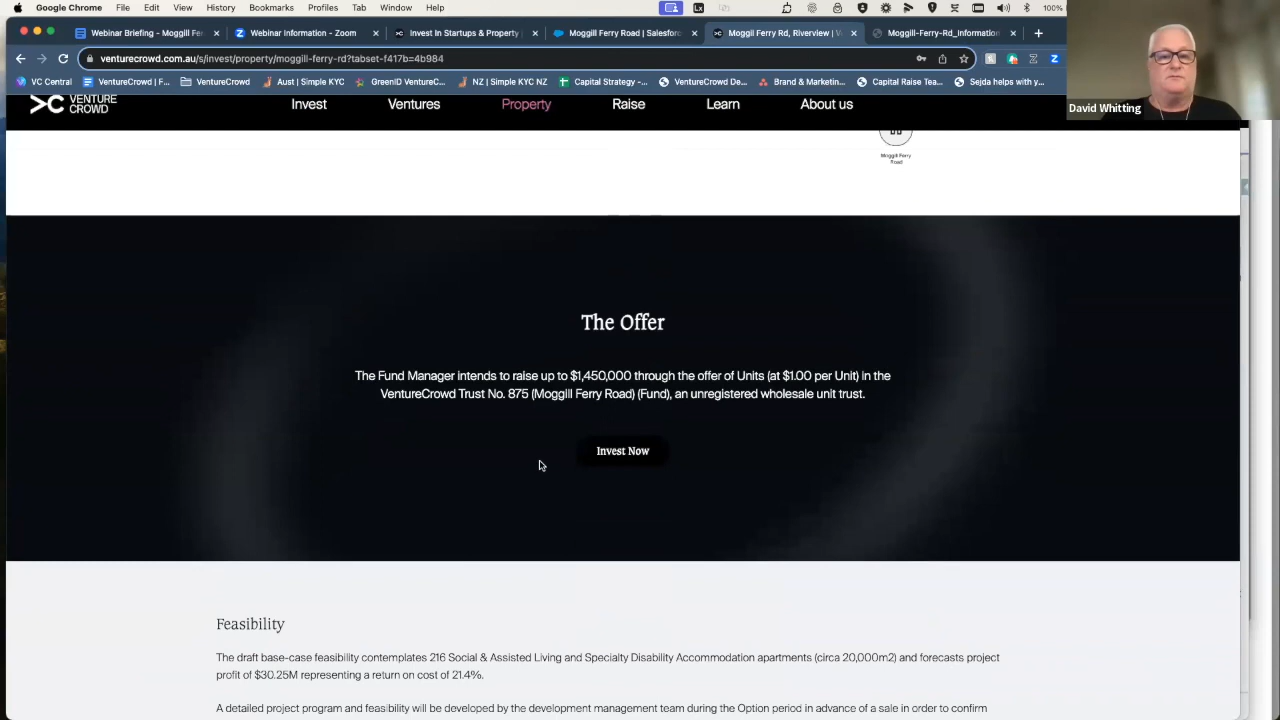 Google Chrome File Edit View History Bookmarks Profiles Tab Window Help 100%
Webinar Briefing - Moggill Fe
Webinar Information - Zoom
Invest In Startups & Property
Moggill Ferry Road | Salesfor
Moggill Ferry Rd, Riverview | V
Moggill-Ferry-Rd_Information
venturecrowd.com.au/s/invest/property/moggill-ferry-rd?tabset-f417b=4b984
VC Central
VentureCrowd | F...
VentureCrowd
Aust | Simple KYC
GreenID VentureC...
NZ | Simple KYC NZ
Capital Strategy -...
VentureCrowd De...
Brand & Marketin...
Capital Raise Tea...
Sejda helps with y...
David Whitting
VENTURE
CROWD
Invest Ventures Property Raise Learn About us
Moggill Ferry
Road
The Offer
The Fund Manager intends to raise up to $1,450,000 through the offer of Units (at $1.00 per Unit) in the
VentureCrowd Trust No. 875 (Moggill Ferry Road) (Fund), an unregistered wholesale unit trust.
Invest Now
Feasibility
The draft base-case feasibility contemplates 216 Social & Assisted Living and Specialty Disability Accommodation apartments (circa 20,000m2) and forecasts project
profit of $30.25M representing a return on cost of 21.4%.
A detailed project program and feasibility will be developed by the development management team during the Option period in advance of a sale in order to confirm